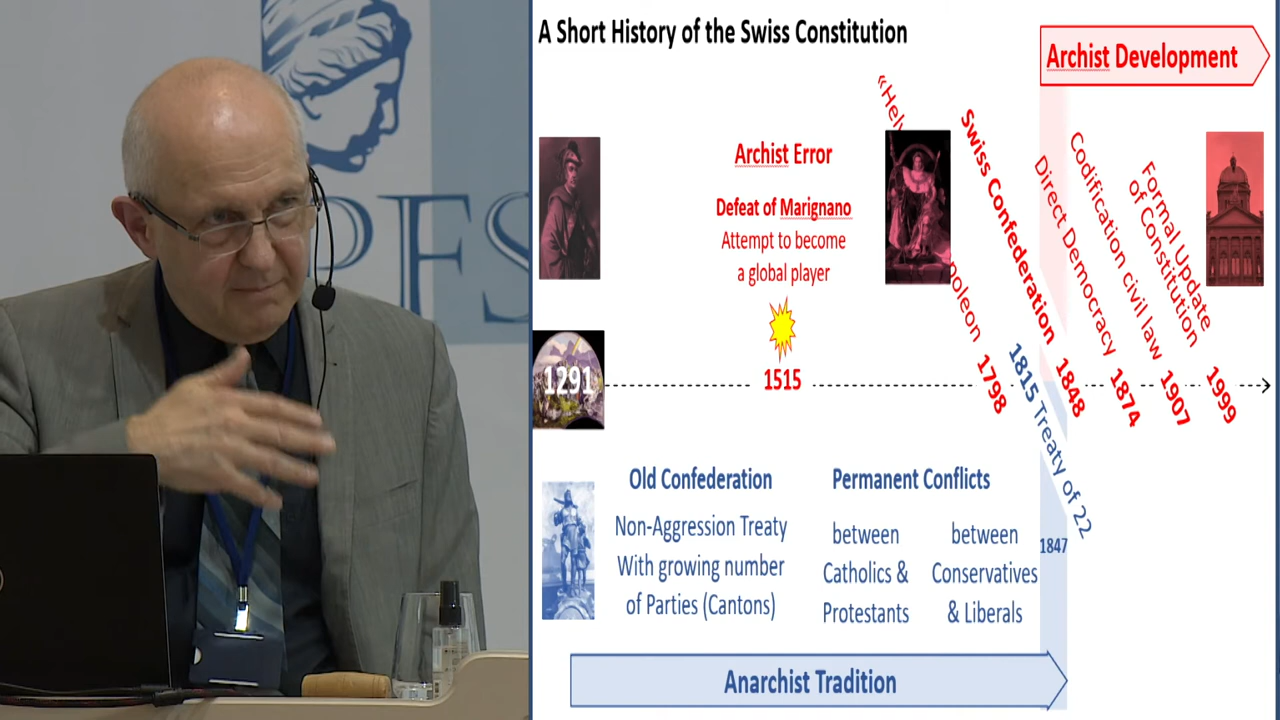 PFS
A Short History of the Swiss Constitution
Archist Development
Archist Error
Defeat of Marignano
Attempt to become
a global player
1291
1515
1798
Swiss Confederation 1848
1815 Treaty of 22
Direct Democracy 1874
Codification civil law 1907
Formal Update
of Constitution 1999
Old Confederation
Non-Aggression Treaty
With growing number
of Parties (Cantons)
Permanent Conflicts
between
Catholics &
Protestants
between
Conservatives
& Liberals
1847
Anarchist Tradition